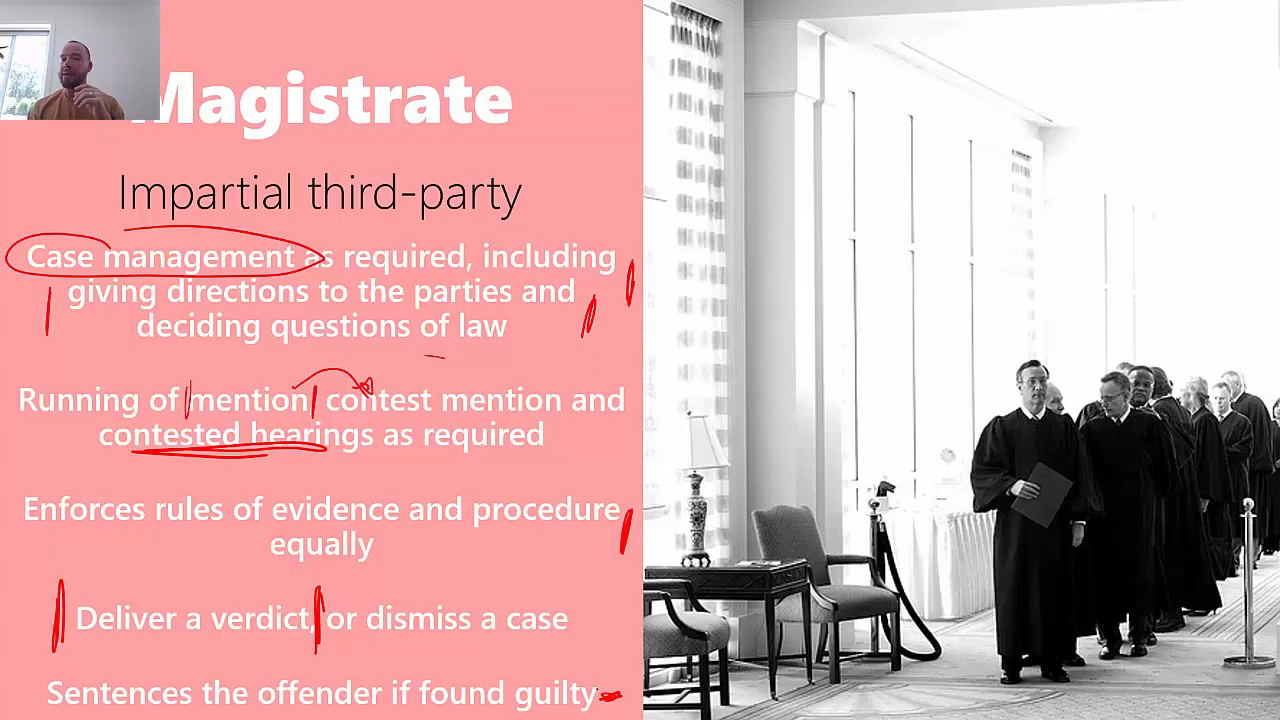 Magistrate
Impartial third-party
Case management as required, including
giving directions to the parties and
deciding questions of law
Running of mention, contest mention and
contested hearings as required
Enforces rules of evidence and procedure
equally
Deliver a verdict, or dismiss a case
Sentences the offender if found guilty